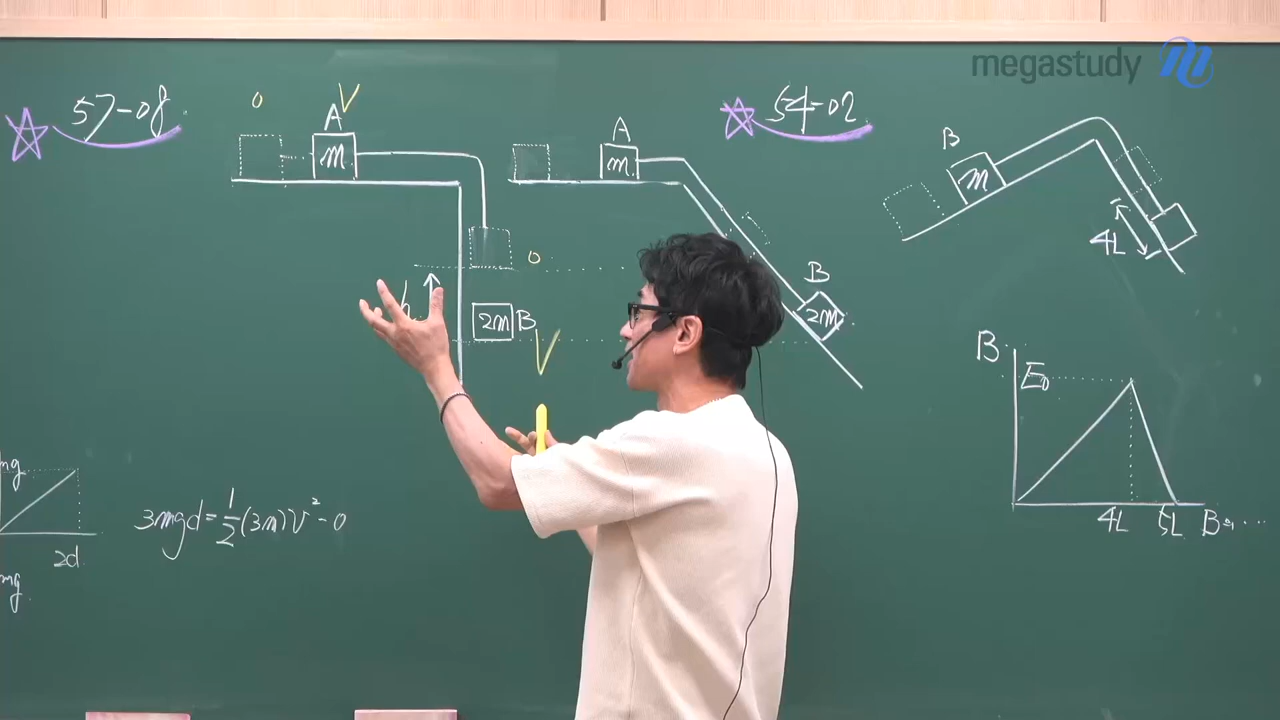 megastudy
57-08
0
A V
m
0
h
2m B
V
A
m
B
2m
54-02
B
m
4L
B
E₀
4L 5L B
mg
2d
mg
3mgd = 1/2 (3m) V² - 0